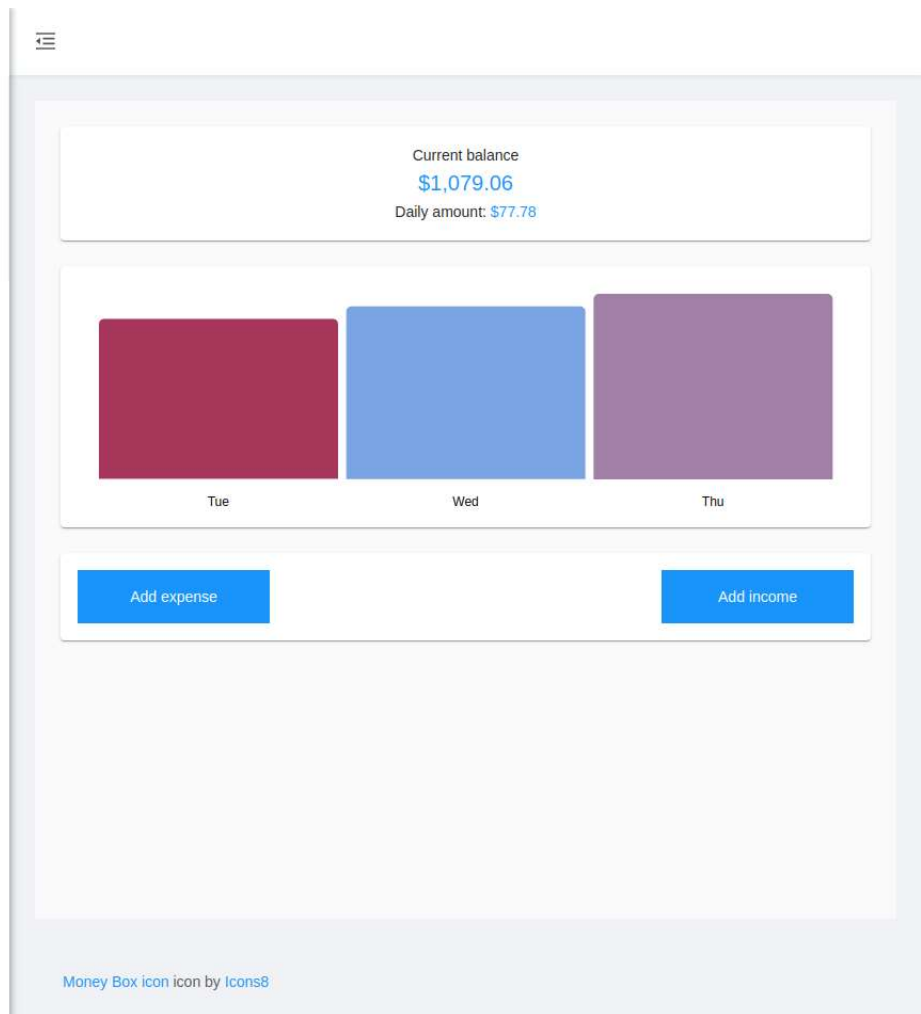 Current balance
$1,079.06
Daily amount: $77.78
Tue Wed Thu
Add expense Add income
Money Box icon icon by Icons8